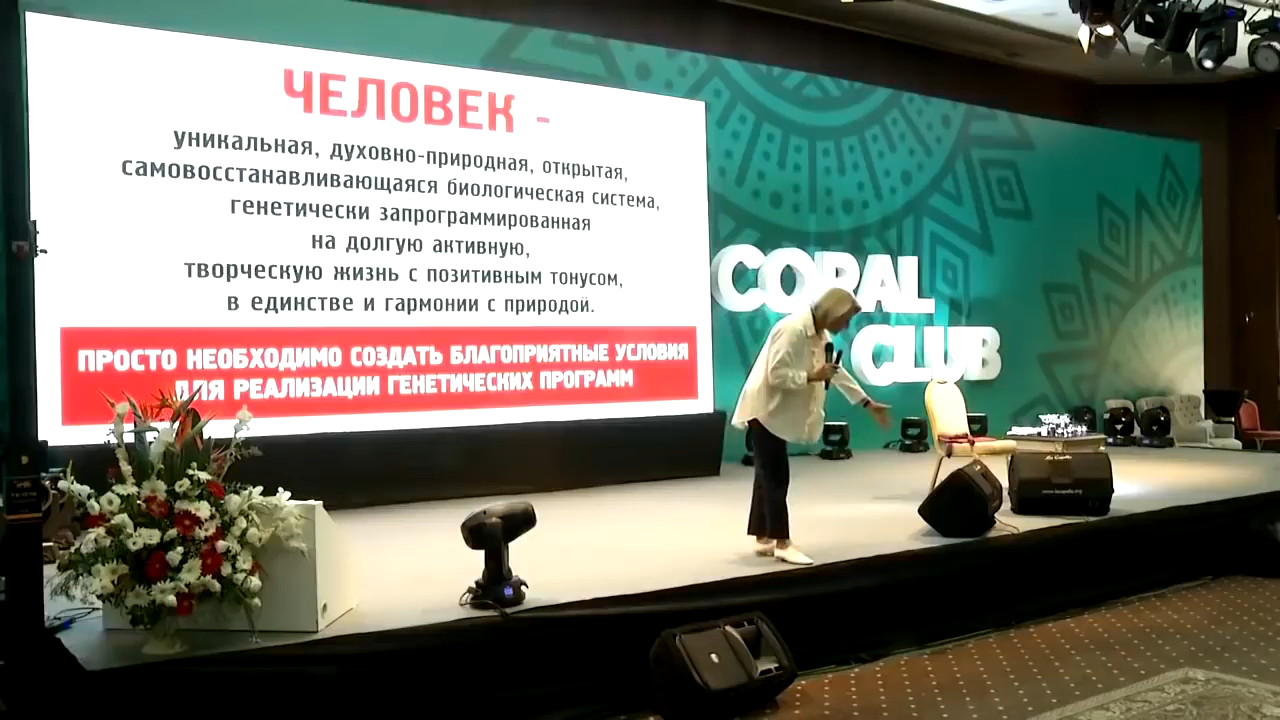 ЧЕЛОВЕК -
уникальная, духовно-природная, открытая,
самовосстанавливающаяся биологическая система,
генетически запрограммированная
на долгую активную,
творческую жизнь с позитивным тонусом,
в единстве и гармонии с природой.
ПРОСТО НЕОБХОДИМО СОЗДАТЬ БЛАГОПРИЯТНЫЕ УСЛОВИЯ
ДЛЯ РЕАЛИЗАЦИИ ГЕНЕТИЧЕСКИХ ПРОГРАММ
CORAL
CLUB